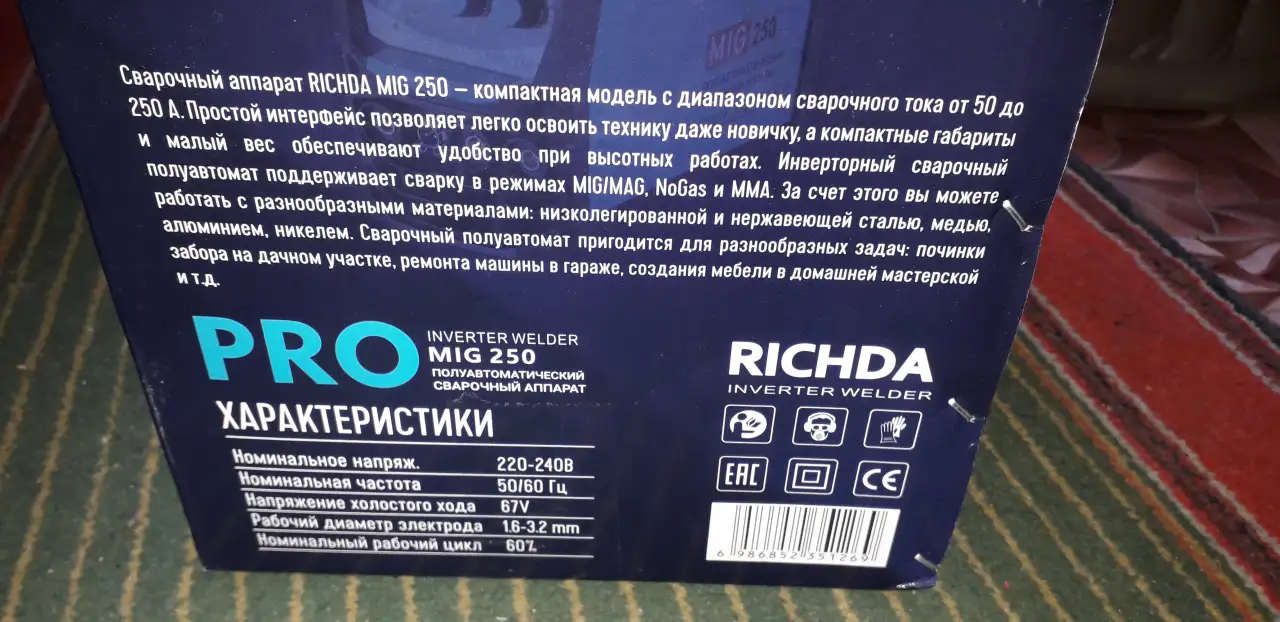 MIG 250
Сварочный аппарат RICHDA MIG 250 – компактная модель с диапазоном сварочного тока от 50 до
250 А. Простой интерфейс позволяет легко освоить технику даже новичку, а компактные габариты
и малый вес обеспечивают удобство при высотных работах. Инверторный сварочный
полуавтомат поддерживает сварку в режимах MIG/MAG, NoGas и ММА. За счет этого вы можете
работать с разнообразными материалами: низколегированной и нержавеющей сталью, медью,
алюминием, никелем. Сварочный полуавтомат пригодится для разнообразных задач: починки
забора на дачном участке, ремонта машины в гараже, создания мебели в домашней мастерской
и т.д.
PRO
INVERTER WELDER
MIG 250
ПОЛУАВТОМАТИЧЕСКИЙ
СВАРОЧНЫЙ АППАРАТ
ХАРАКТЕРИСТИКИ
Номинальное напряж. 220-240В
Номинальная частота 50/60 Гц
Напряжение холостого хода 67V
Рабочий диаметр электрода 1.6-3.2 mm
Номинальный рабочий цикл 60%
RICHDA
INVERTER WELDER
EAC
CE
6 986852 351269